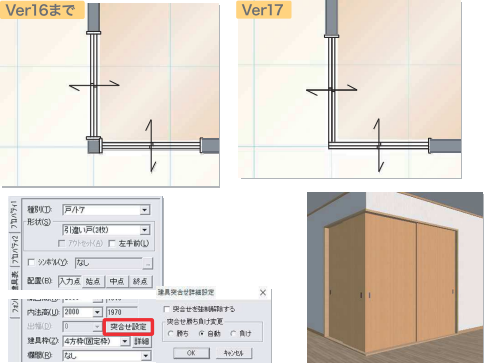 Ver16まで
Ver17
プロパティ1
プロパティ2
建具表
種別(T):
戸/ドア
形状(S)
引違い戸(2枚)
アウトセット(A)
左手前(L)
シンボル(Y):
なし
配置(B):
入力点
始点
中点
終点
内法高(U):
2000
1970
出幅(D)
0
突合せ設定
建具枠(Z):
4方枠(固定枠)
詳細
欄間(R):
なし
建具突合せ詳細設定
突合せを強制解除する
突合せ勝ち負け変更
勝ち
自動
負け
OK
キャンセル